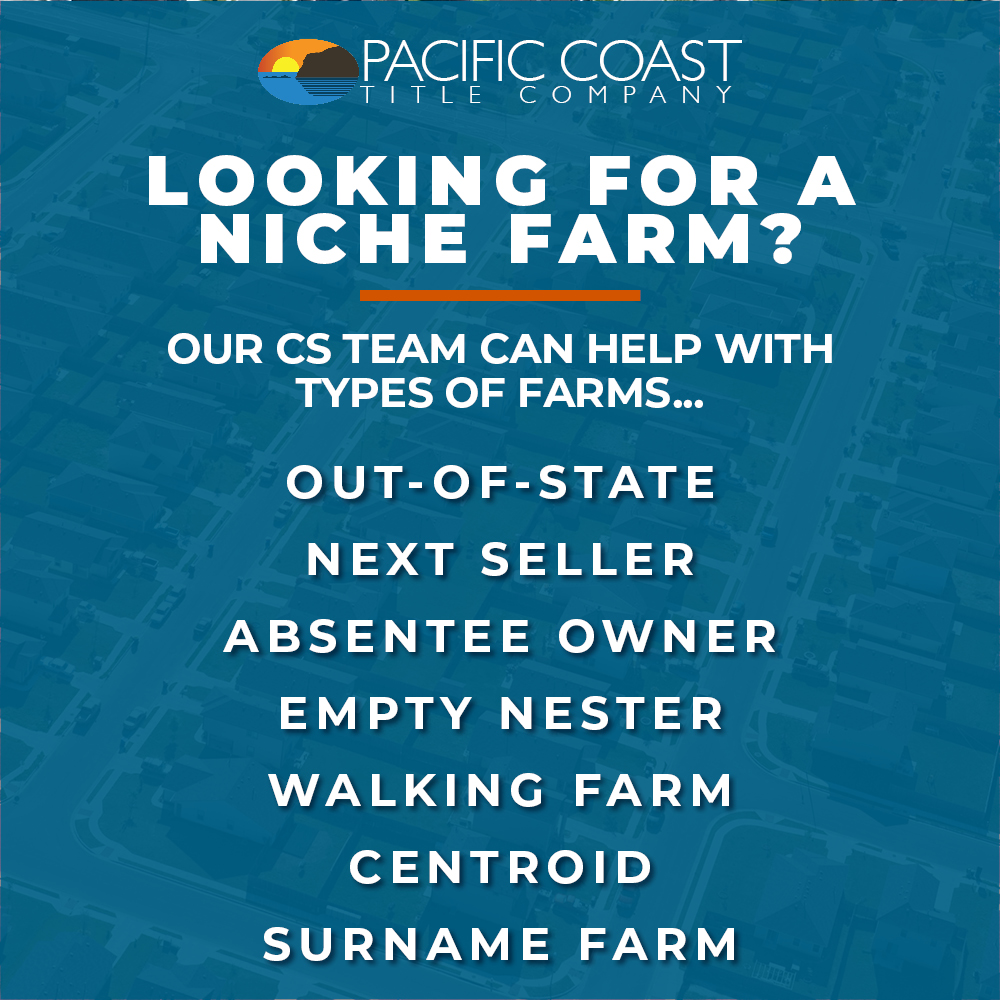 PACIFIC COAST
TITLE COMPANY
LOOKING FOR A
NICHE FARM?
OUR CS TEAM CAN HELP WITH
TYPES OF FARMS...
OUT-OF-STATE
NEXT SELLER
ABSENTEE OWNER
EMPTY NESTER
WALKING FARM
CENTROID
SURNAME FARM